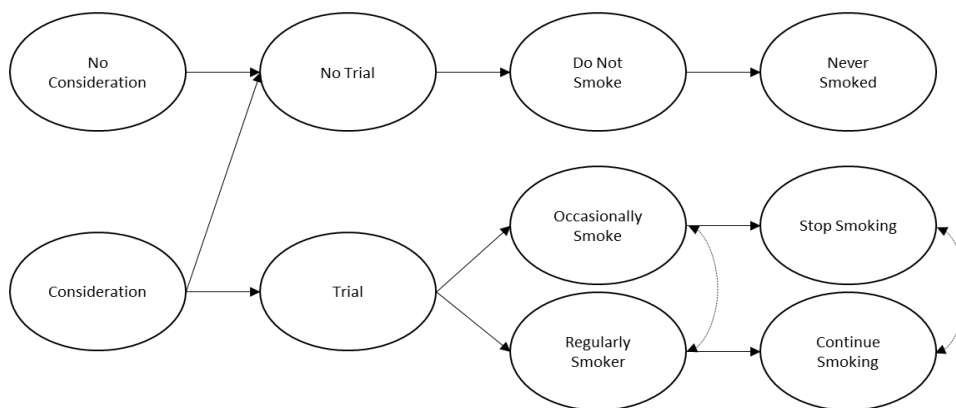 No
Consideration
No Trial
Do Not
Smoke
Never
Smoked
Occasionally
Smoke
Stop Smoking
Consideration
Trial
Regularly
Smoker
Continue
Smoking